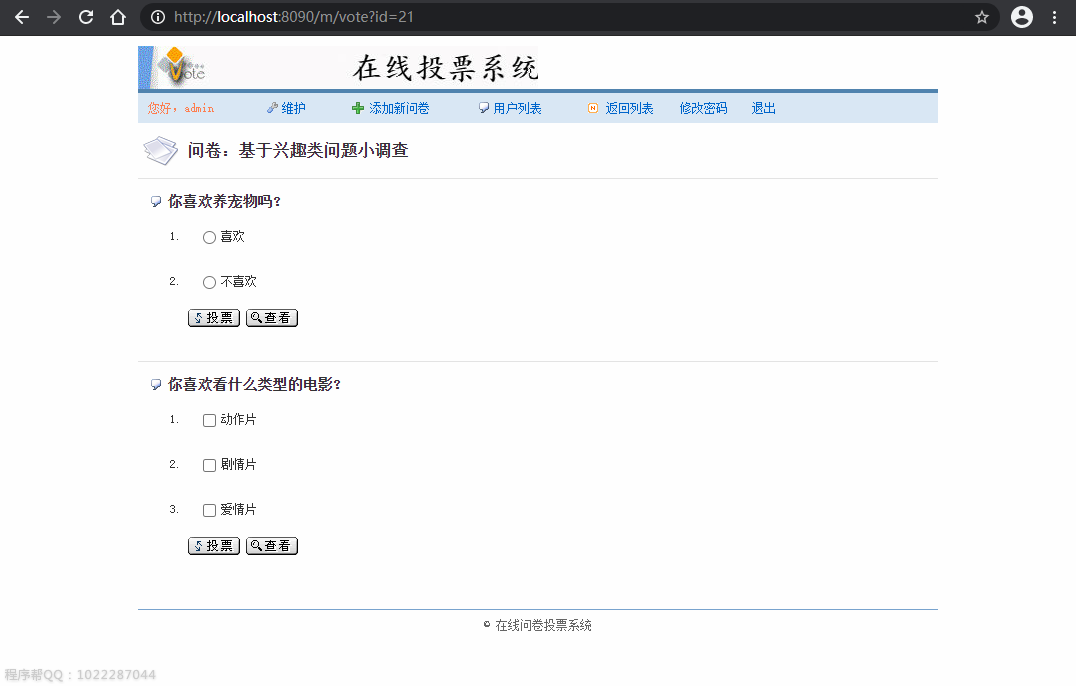 http://localhost:8090/m/vote?id=21
Vote 在线投票系统
您好，admin 维护 添加新问卷 用户列表 N 返回列表 修改密码 退出
问卷：基于兴趣类问题小调查
你喜欢养宠物吗?
1. 喜欢
2. 不喜欢
投票 查看
你喜欢看什么类型的电影?
1. 动作片
2. 剧情片
3. 爱情片
投票 查看
© 在线问卷投票系统
程序帮QQ：1022287044